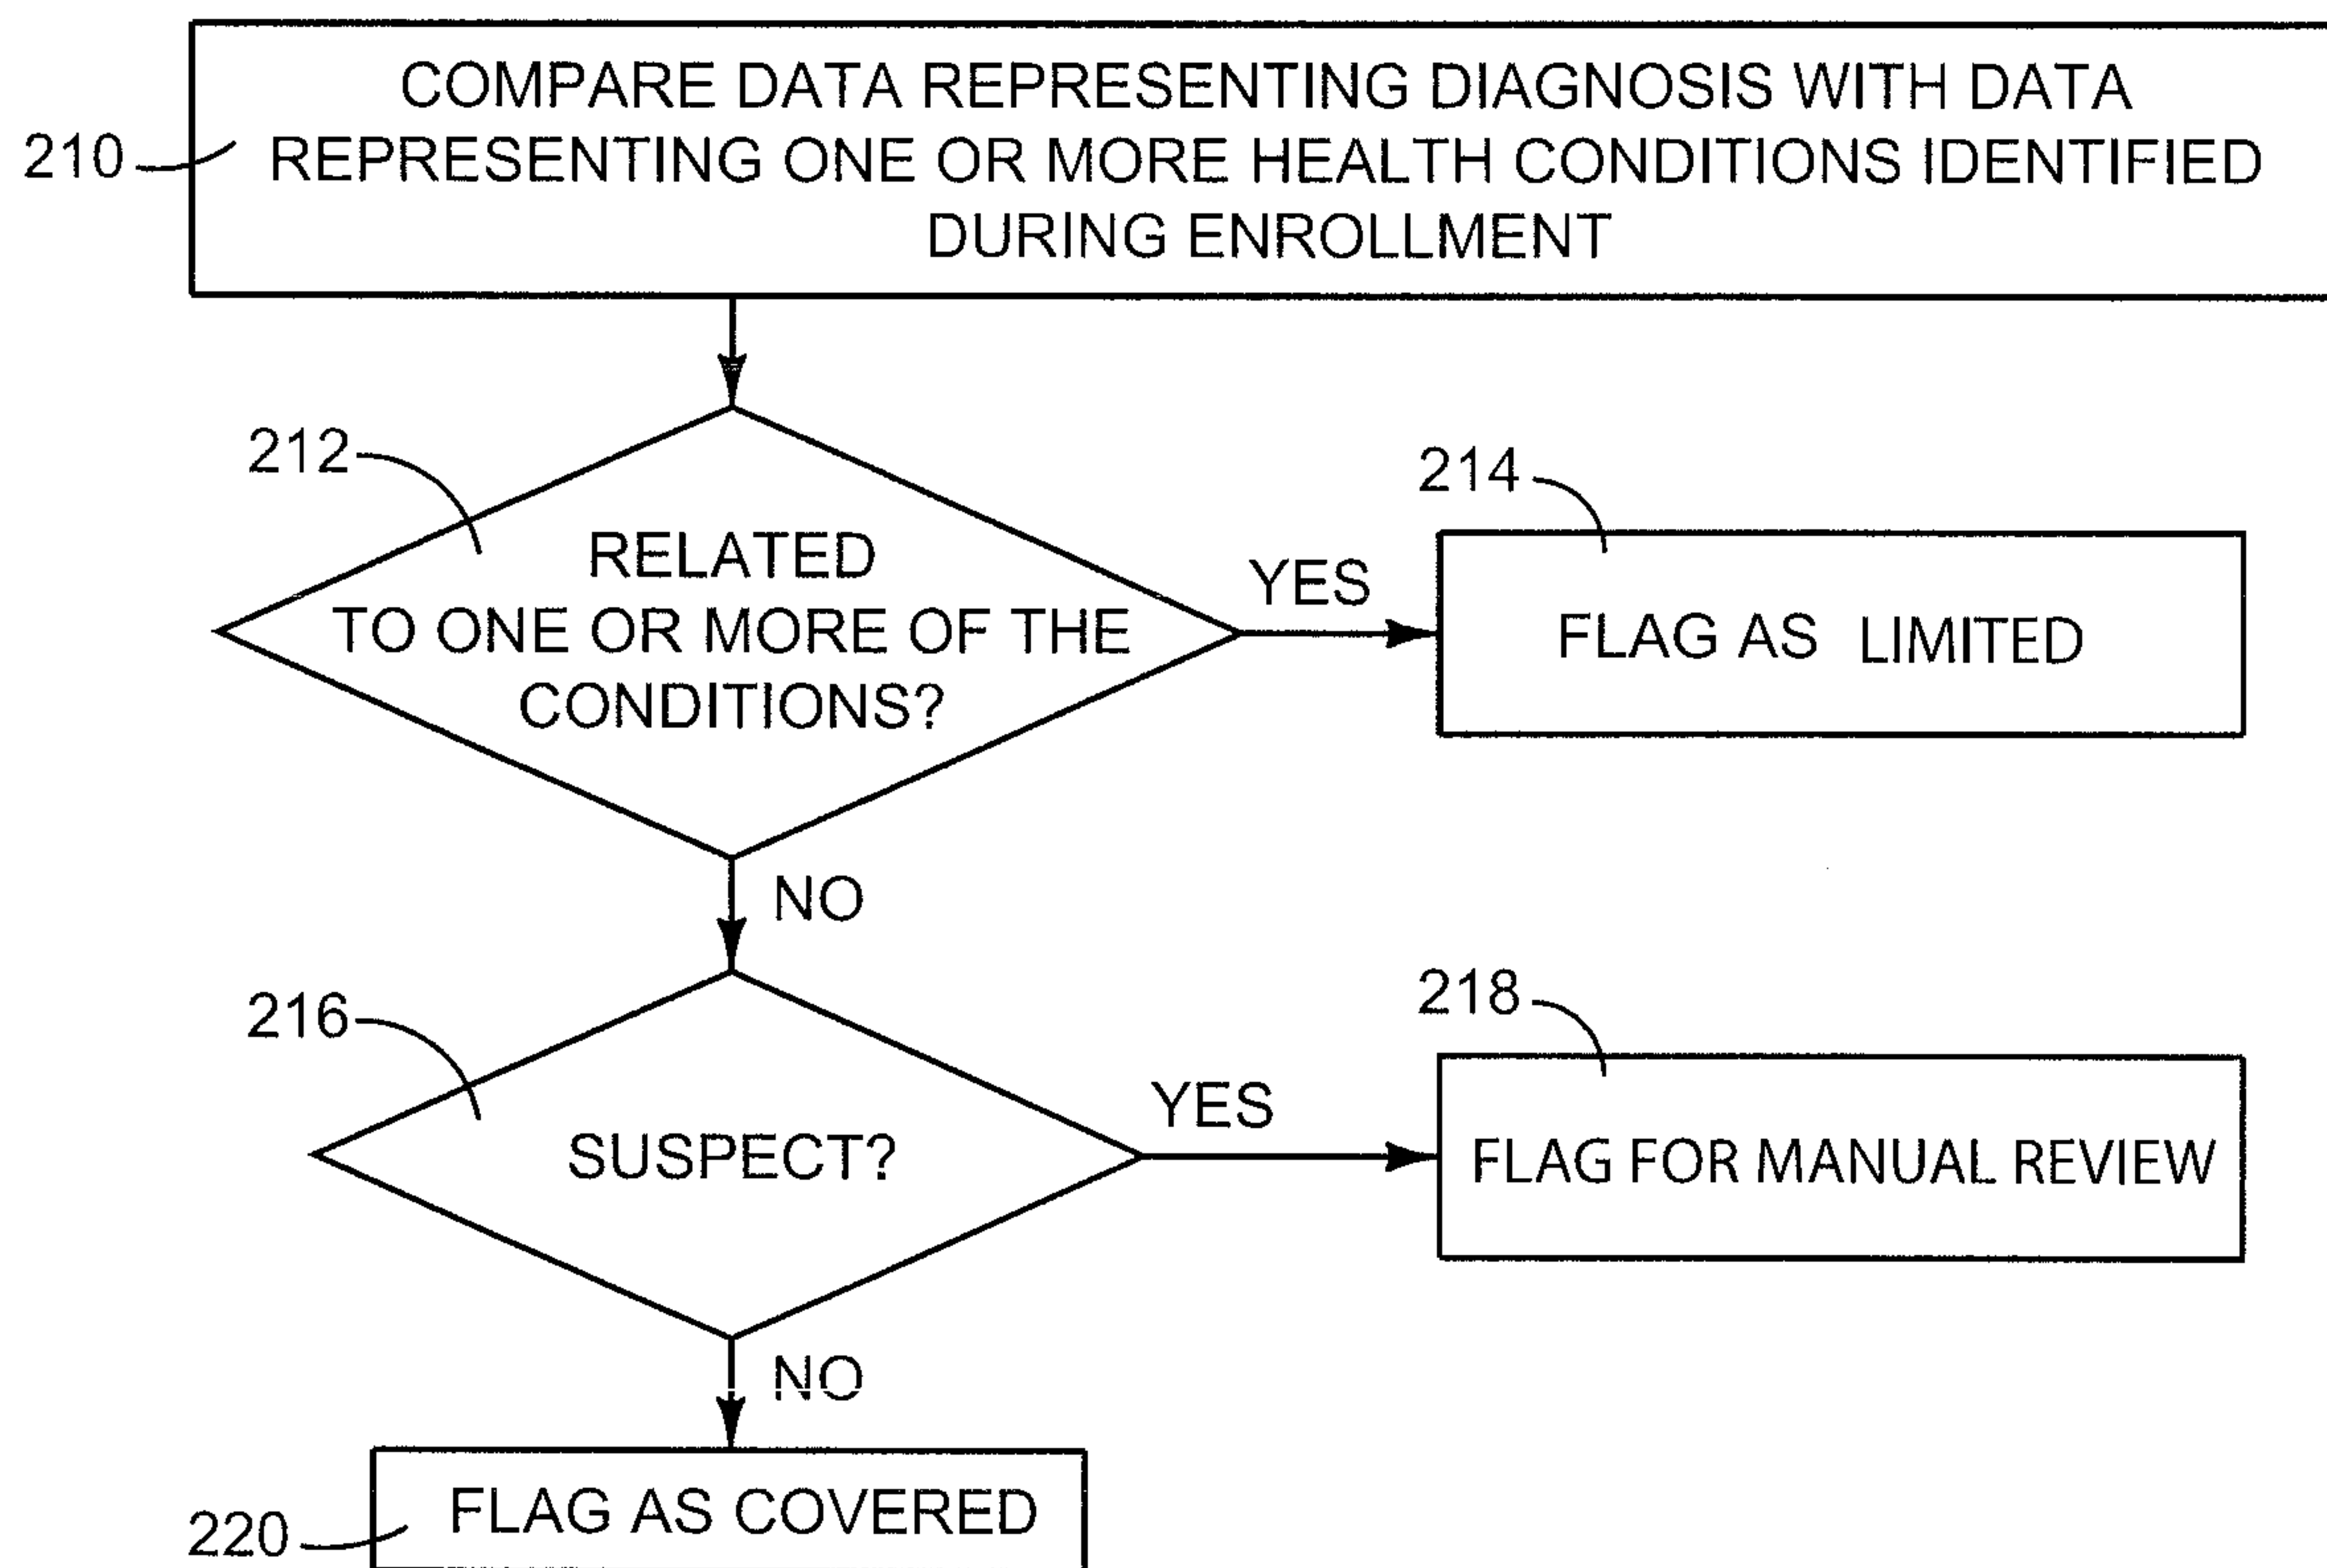 COMPARE DATA REPRESENTING DIAGNOSIS WITH DATA
210
REPRESENTING ONE OR MORE HEALTH CONDITIONS IDENTIFIED
DURING ENROLLMENT
212
RELATED
TO ONE OR MORE OF THE
CONDITIONS?
YES
214
FLAG AS LIMITED
NO
216
SUSPECT?
YES
218
FLAG FOR MANUAL REVIEW
NO
220
FLAG AS COVERED